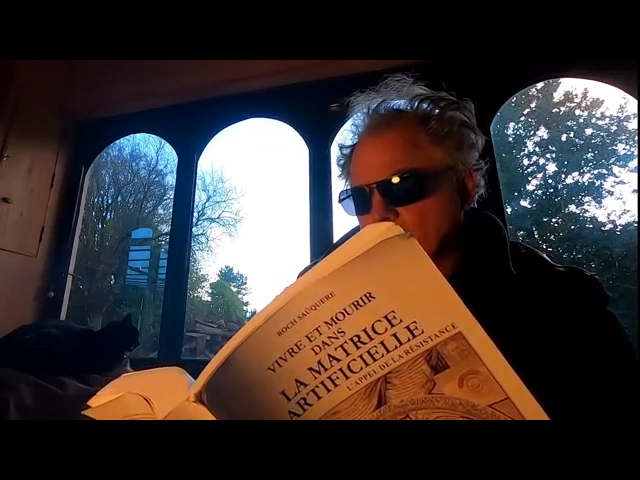 ROCH SAUQUERE
VIVRE ET MOURIR
DANS
LA MATRICE
ARTIFICIELLE
L'APPEL DE LA RÉSISTANCE